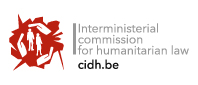 Interministerial
commission
for humanitarian law
cidh.be